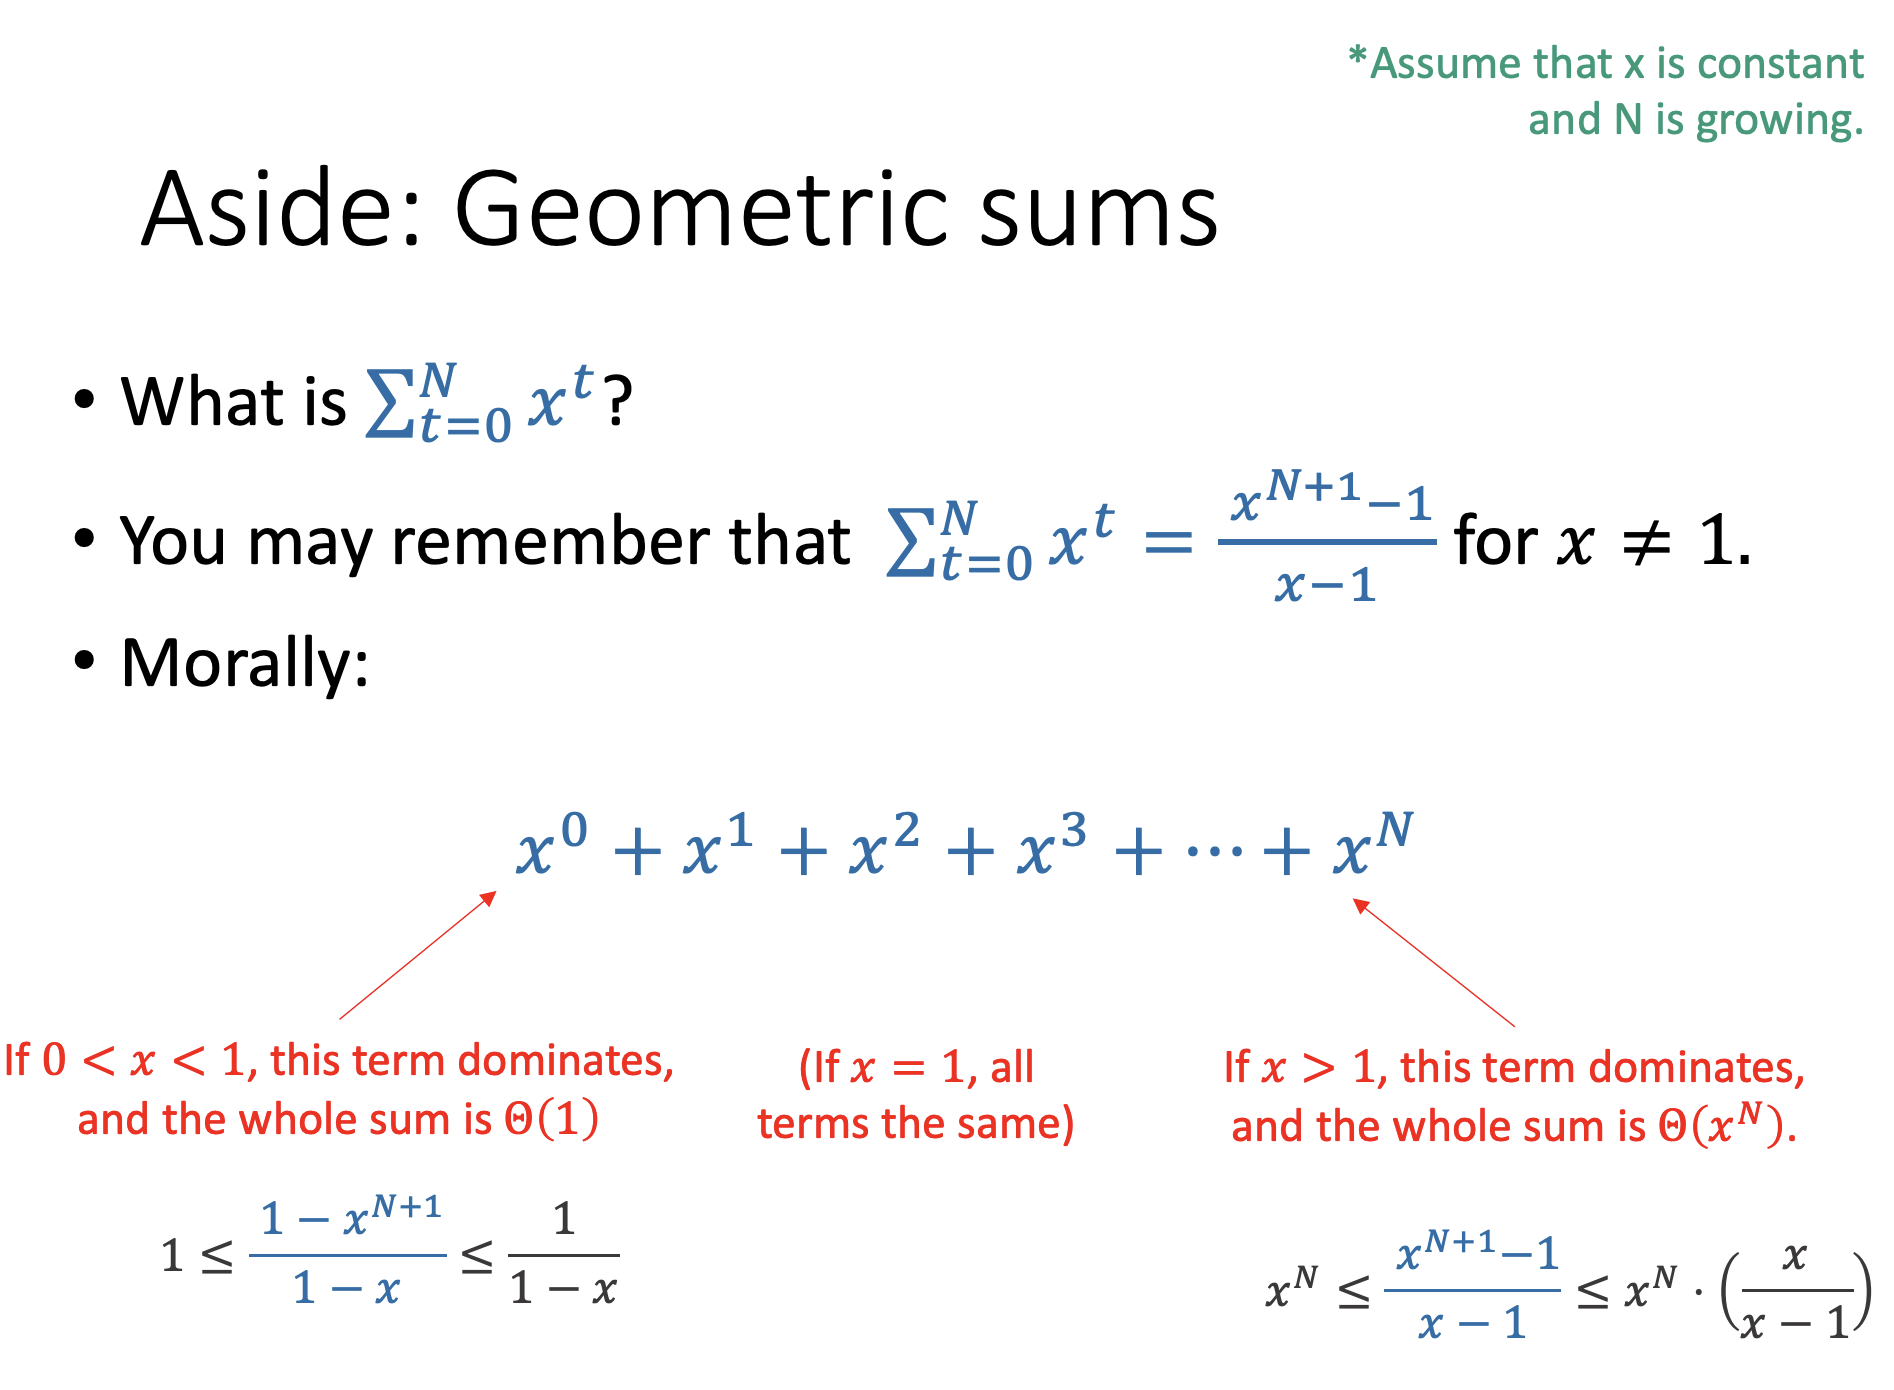 *Assume that x is constant
and N is growing.
Aside: Geometric sums
• What is $\sum_{t=0}^{N} x^t$?
• You may remember that $\sum_{t=0}^{N} x^t = \frac{x^{N+1}-1}{x-1}$ for $x \neq 1$.
• Morally:
$x^0 + x^1 + x^2 + x^3 + \cdots + x^N$
If $0 < x < 1$, this term dominates,
and the whole sum is $\Theta(1)$
(If $x = 1$, all
terms the same)
If $x > 1$, this term dominates,
and the whole sum is $\Theta(x^N)$.
$1 \leq \frac{1-x^{N+1}}{1-x} \leq \frac{1}{1-x}$
$x^N \leq \frac{x^{N+1}-1}{x-1} \leq x^N \cdot \left(\frac{x}{x-1}\right)$